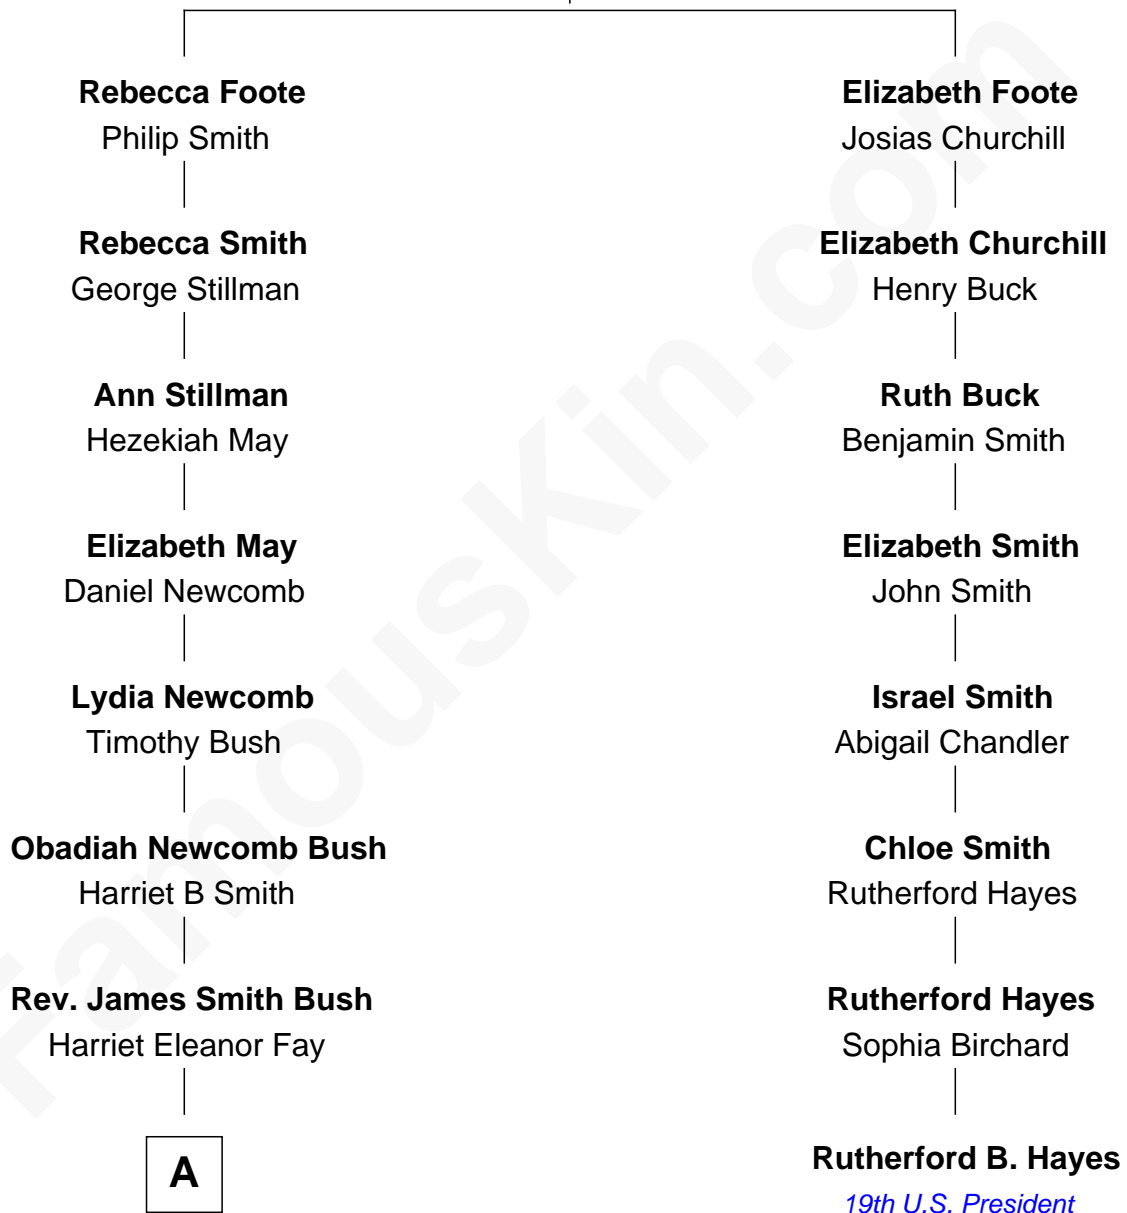 Rebecca Foote
Philip Smith
Rebecca Smith
George Stillman
Ann Stillman
Hezekiah May
Elizabeth May
Daniel Newcomb
Lydia Newcomb
Timothy Bush
Obadiah Newcomb Bush
Harriet B Smith
Rev. James Smith Bush
Harriet Eleanor Fay
A
Elizabeth Foote
Josias Churchill
Elizabeth Churchill
Henry Buck
Ruth Buck
Benjamin Smith
Elizabeth Smith
John Smith
Israel Smith
Abigail Chandler
Chloe Smith
Rutherford Hayes
Rutherford Hayes
Sophia Birchard
Rutherford B. Hayes
19th U.S. President
FamousKin.com